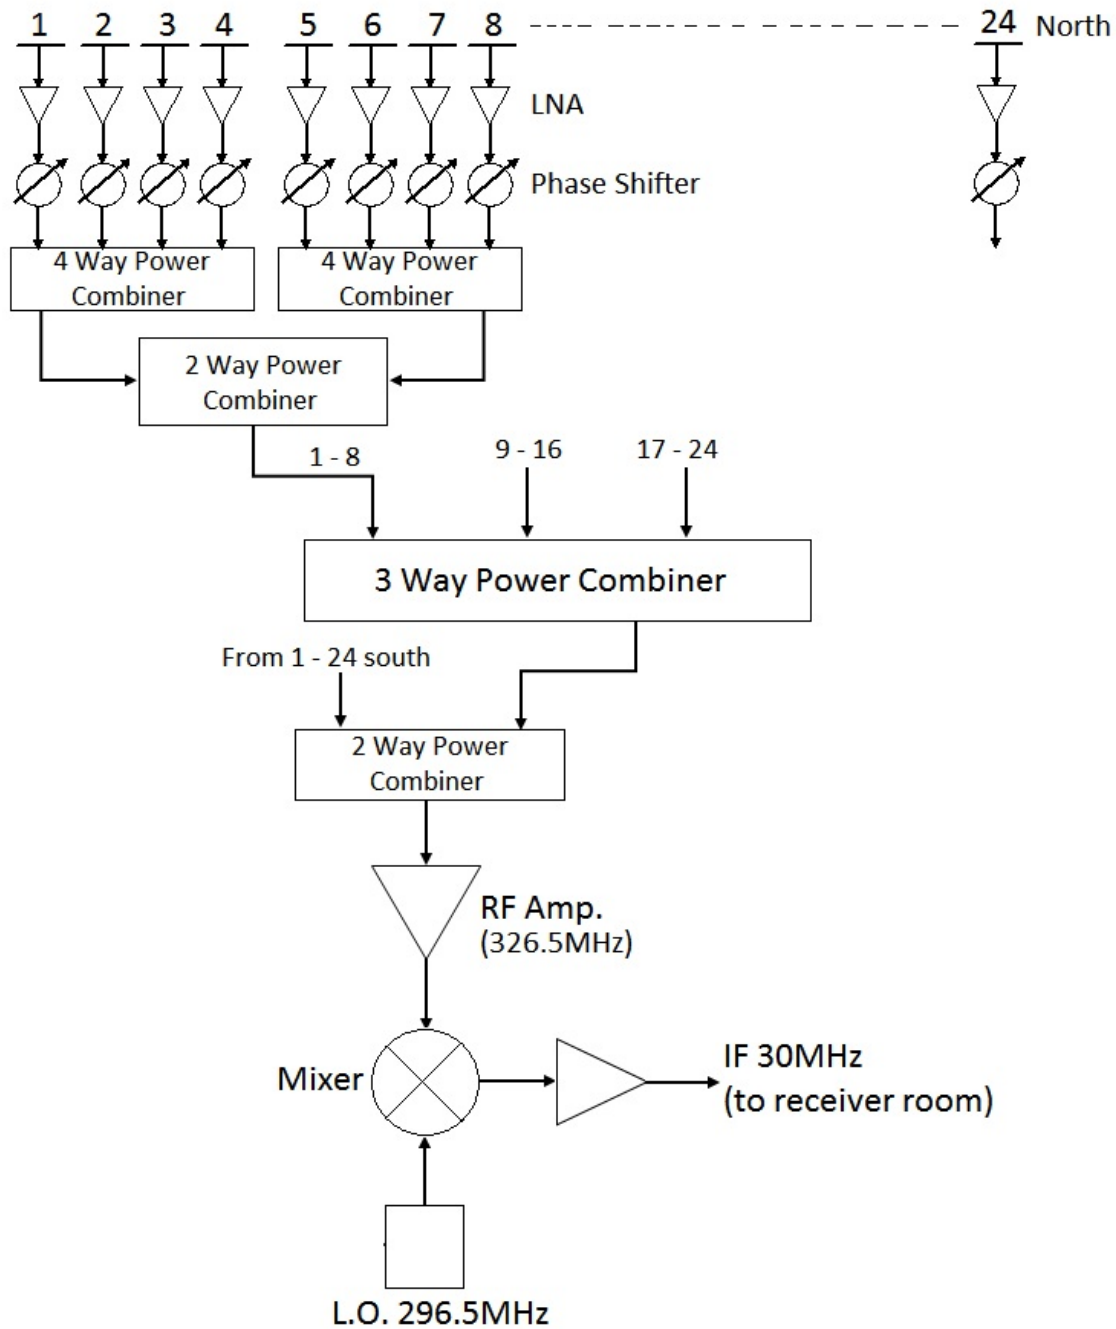 1 2 3 4 5 6 7 8 24 North
LNA
Phase Shifter
4 Way Power
Combiner
4 Way Power
Combiner
2 Way Power
Combiner
1 - 8
9 - 16
17 - 24
3 Way Power Combiner
From 1 - 24 south
2 Way Power
Combiner
RF Amp.
(326.5MHz)
Mixer
IF 30MHz
(to receiver room)
L.O. 296.5MHz